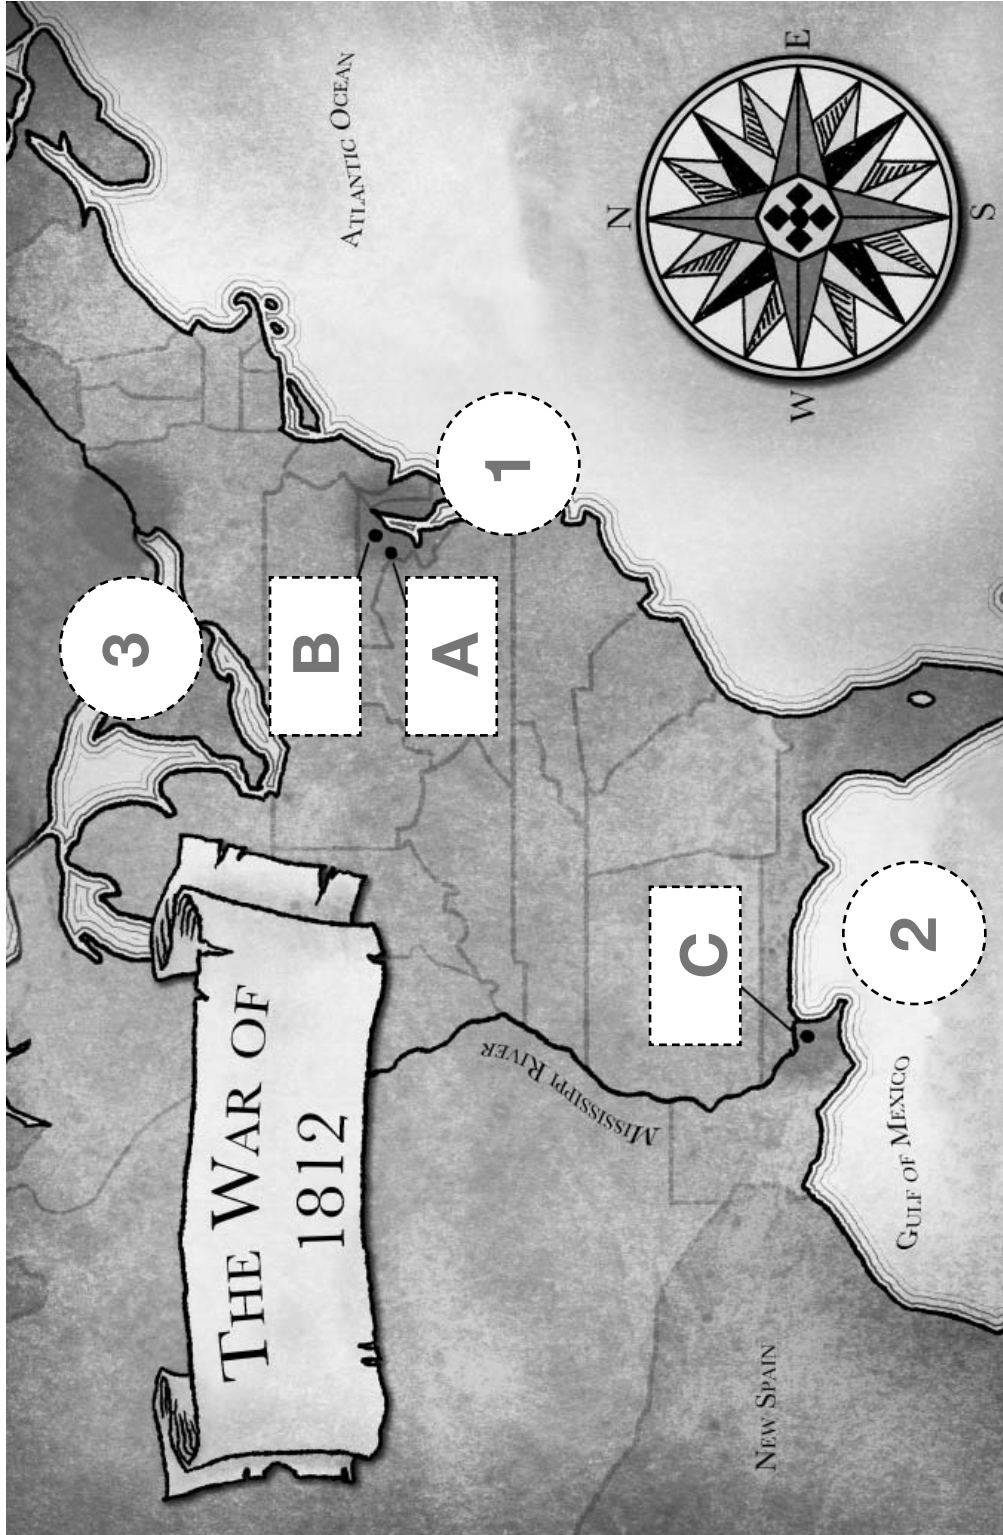 THE WAR OF
1812
ATLANTIC OCEAN
N
E
S
W
3
B
A
1
C
2
MISSISSIPPI RIVER
GULF OF MEXICO
NEW SPAIN